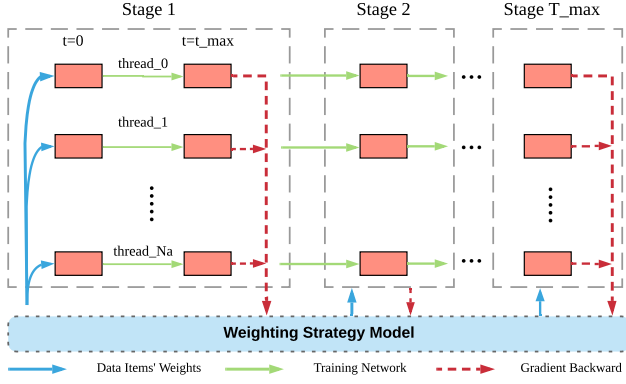 Stage 1 Stage 2 Stage T_max
t=0 t=t_max
thread_0
thread_1
thread_Na
Weighting Strategy Model
Data Items' Weights Training Network Gradient Backward